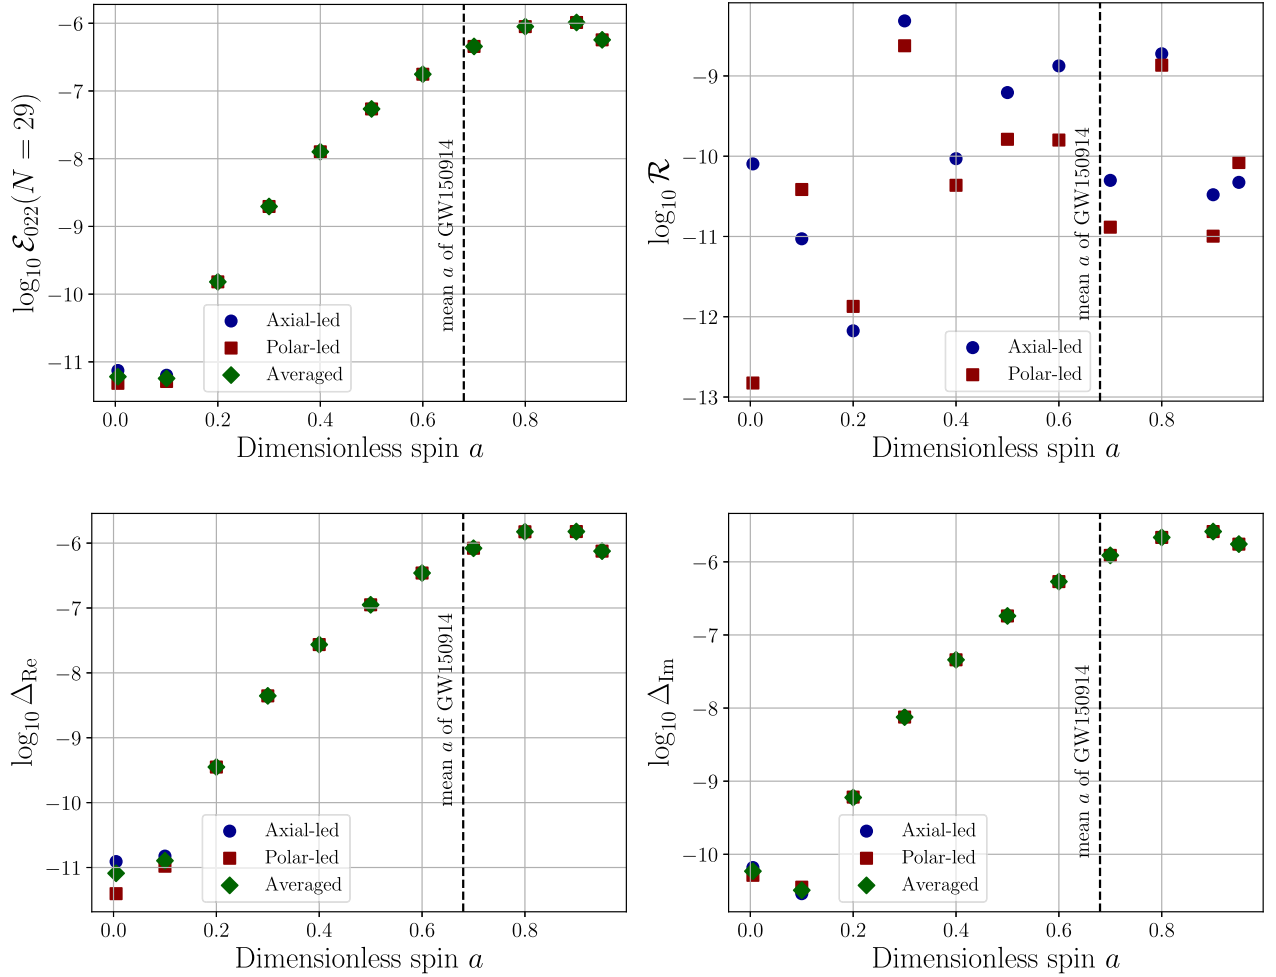 log₁₀ ℰ₀₂₂(N = 29)
−6
−7
−8
−9
−10
−11
mean a of GW150914
Axial-led
Polar-led
Averaged
0.0 0.2 0.4 0.6 0.8
Dimensionless spin a
log₁₀ ℛ
−9
−10
−11
−12
−13
mean a of GW150914
Axial-led
Polar-led
0.0 0.2 0.4 0.6 0.8
Dimensionless spin a
log₁₀ Δ_Re
−6
−7
−8
−9
−10
−11
mean a of GW150914
Axial-led
Polar-led
Averaged
0.0 0.2 0.4 0.6 0.8
Dimensionless spin a
log₁₀ Δ_Im
−6
−7
−8
−9
−10
mean a of GW150914
Axial-led
Polar-led
Averaged
0.0 0.2 0.4 0.6 0.8
Dimensionless spin a